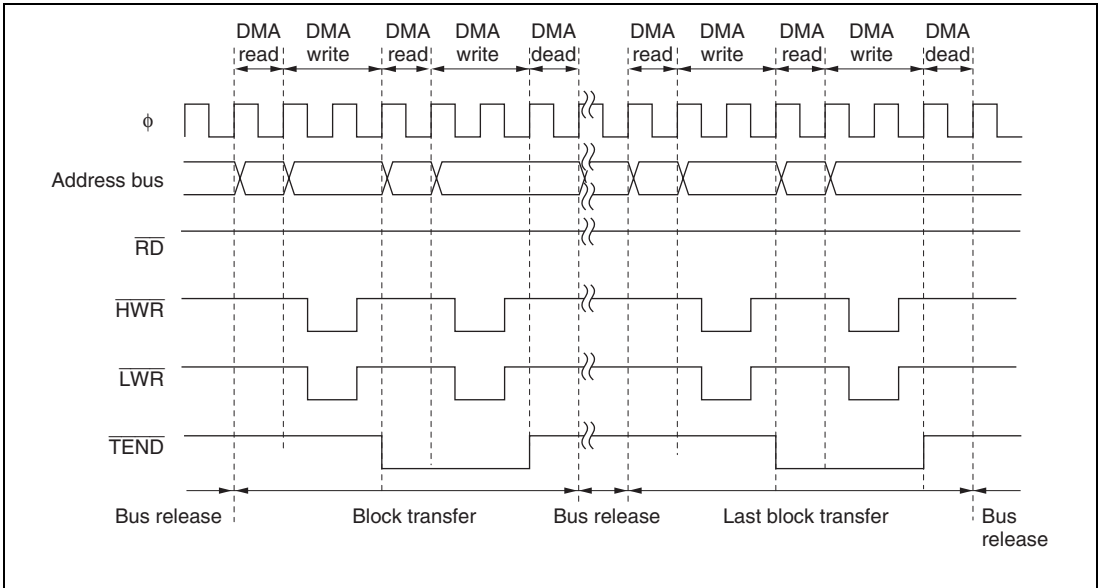 DMA DMA DMA DMA DMA DMA DMA DMA DMA DMA
read write read write dead read write read write dead
ϕ
Address bus
RD
HWR
LWR
TEND
Bus release Block transfer Bus release Last block transfer Bus
release